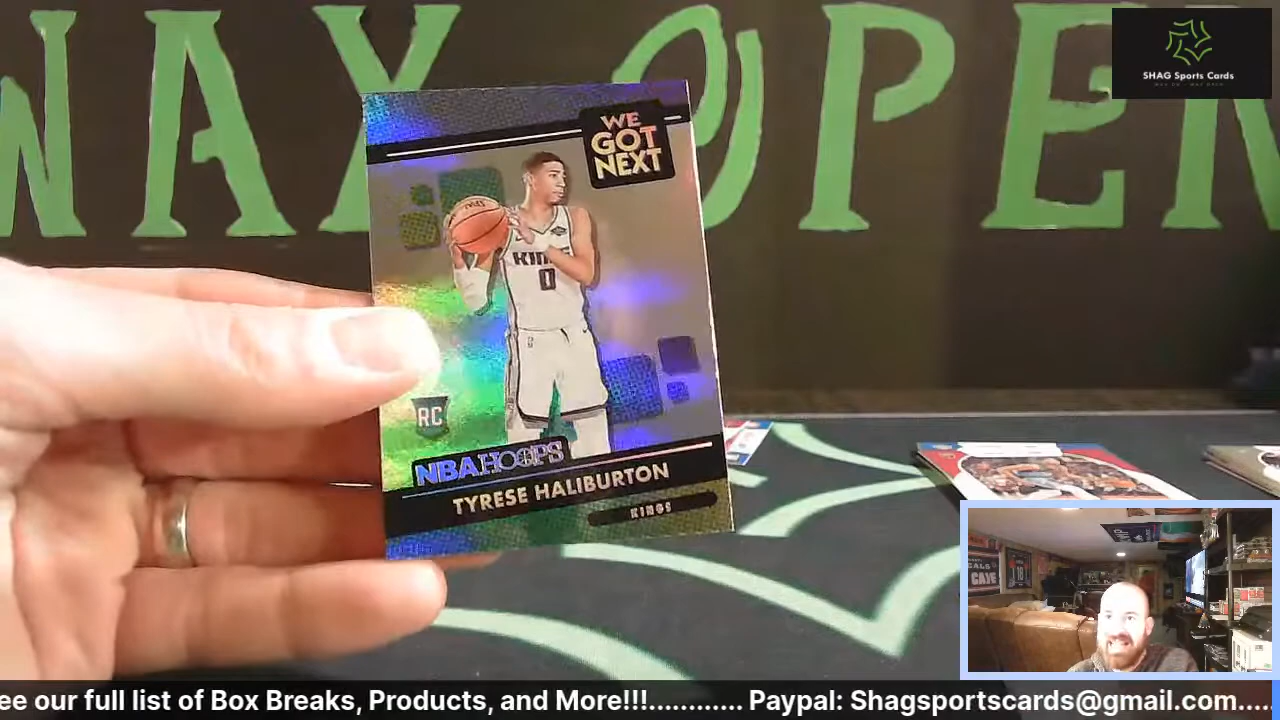 WAX OPEN
SHAG Sports Cards
WE
GOT
NEXT
KINGS
0
RC
NBA HOOPS
TYRESE HALIBURTON
KINGS
ee our full list of Box Breaks, Products, and More!!!............ Paypal: Shagsportscards@gmail.com.....